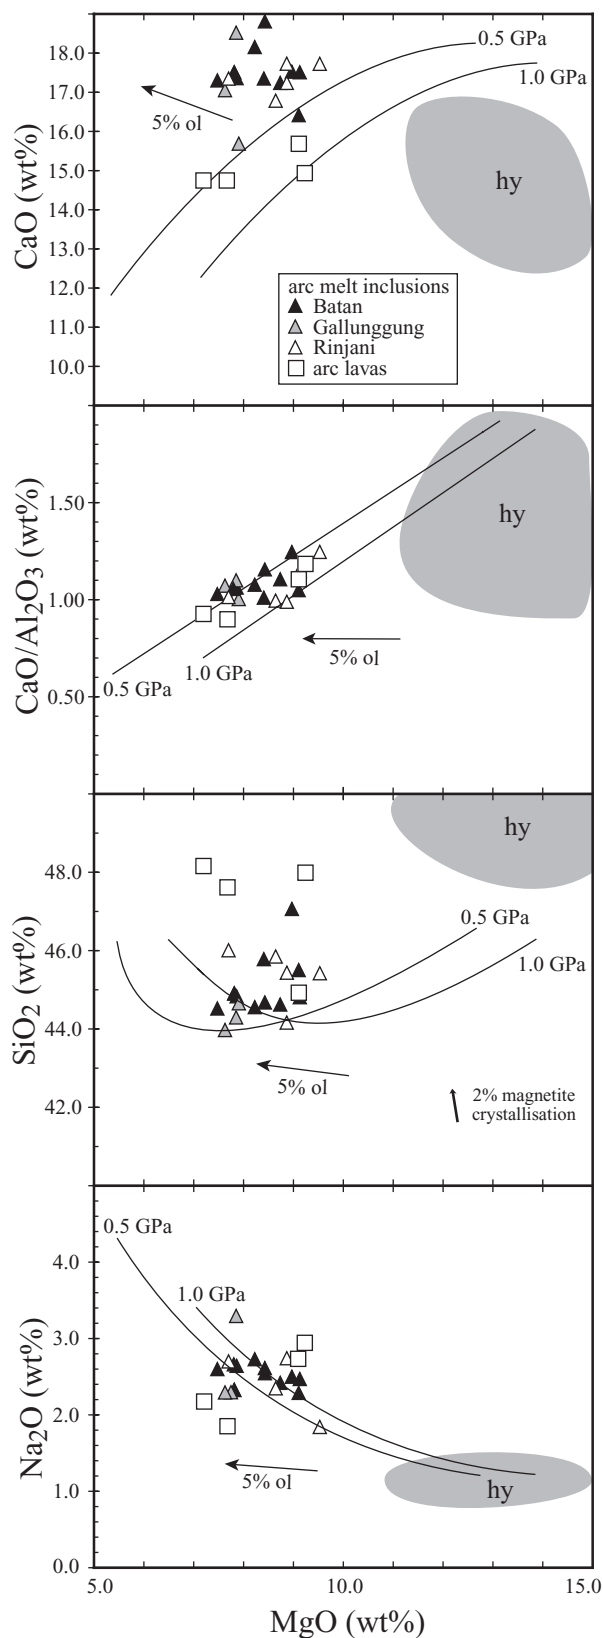 18.0
17.0
16.0
15.0
14.0
13.0
12.0
11.0
10.0
CaO (wt%)
0.5 GPa
1.0 GPa
5% ol
hy
arc melt inclusions
Batan
Gallunggung
Rinjani
arc lavas
1.50
1.00
0.50
CaO/Al₂O₃ (wt%)
hy
0.5 GPa
1.0 GPa
5% ol
48.0
46.0
44.0
42.0
SiO₂ (wt%)
hy
0.5 GPa
1.0 GPa
5% ol
2% magnetite
crystallisation
4.0
3.0
2.0
1.0
0.0
Na₂O (wt%)
0.5 GPa
1.0 GPa
5% ol
hy
5.0
10.0
15.0
MgO (wt%)